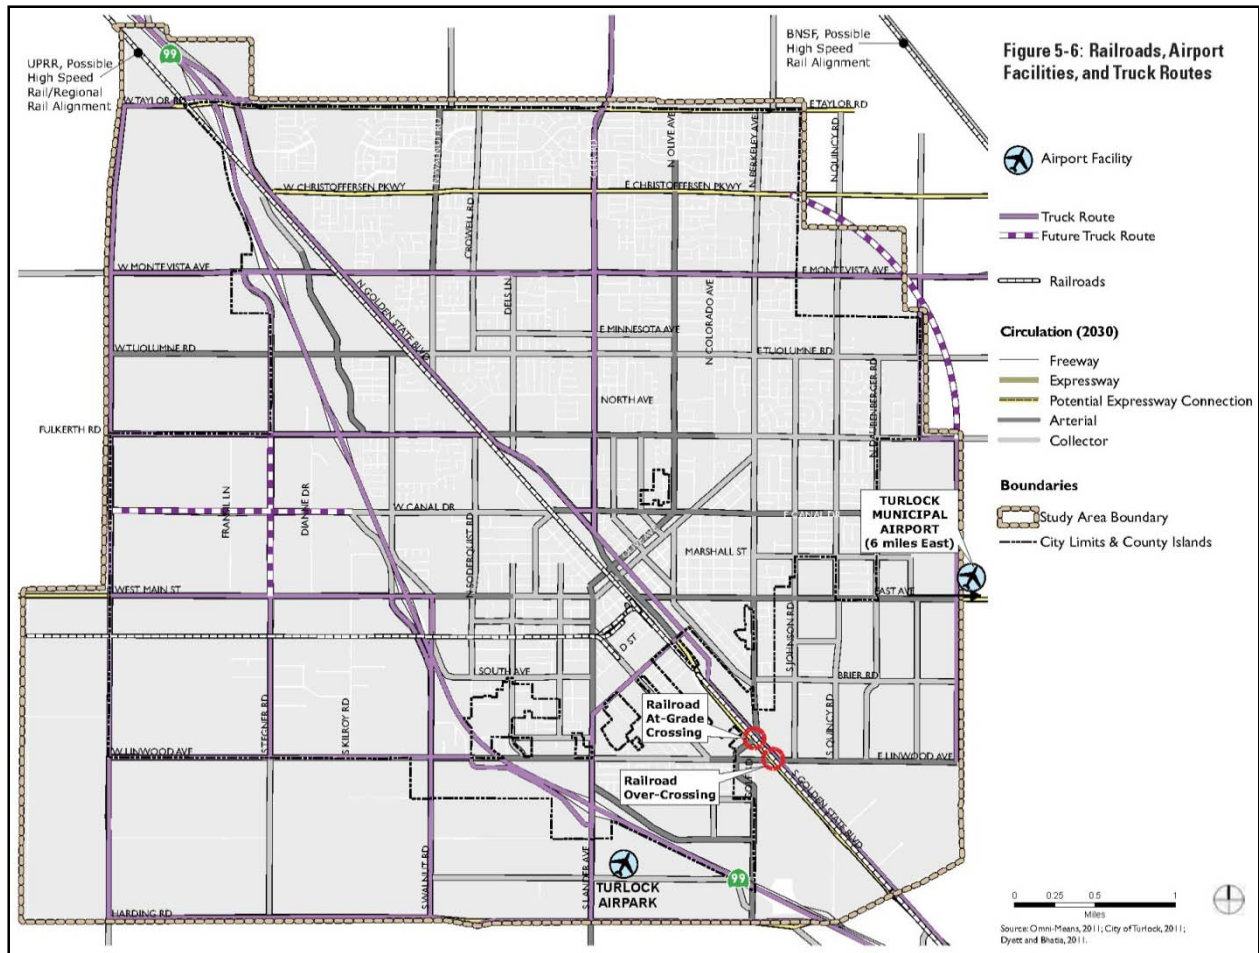 Figure 5-6: Railroads, Airport
Facilities, and Truck Routes
UPRR, Possible
High Speed
Rail/Regional
Rail Alignment
99
BNSF, Possible
High Speed
Rail Alignment
W TAYLOR RD
E TAYLOR RD
N WALNUT RD
GEER RD
N OLIVE AVE
N BERKELEY AVE
N QUINCY RD
W CHRISTOFFERSEN PKWY
E CHRISTOFFERSEN PKWY
CROWELL RD
W MONTEVISTA AVE
E MONTEVISTA AVE
N GOLDEN STATE BLVD
DELS LN
N COLORADO AVE
E MINNESOTA AVE
W TUOLUMNE RD
E TUOLUMNE RD
N DAUBENBERGER RD
NORTH AVE
FULKERTH RD
FRANSIL LN
DIANNE DR
W CANAL DR
E CANAL DR
N SODERQUIST RD
MARSHALL ST
TURLOCK
MUNICIPAL
AIRPORT
(6 miles East)
WEST MAIN ST
EAST AVE
D ST
S JOHNSON RD
SOUTH AVE
BRIER RD
S TEGNER RD
S KILROY RD
Railroad
At-Grade
Crossing
S QUINCY RD
W LINWOOD AVE
E LINWOOD AVE
Railroad
Over-Crossing
GOLF RD
S GOLDEN STATE BLVD
S WALNUT RD
S LANDER AVE
TURLOCK
AIRPARK
99
HARDING RD
Airport Facility
Truck Route
Future Truck Route
Railroads
Circulation (2030)
Freeway
Expressway
Potential Expressway Connection
Arterial
Collector
Boundaries
Study Area Boundary
City Limits & County Islands
0 0.25 0.5 1
Miles
Source: Omni-Means, 2011; City of Turlock, 2011;
Dyett and Bhatia, 2011.